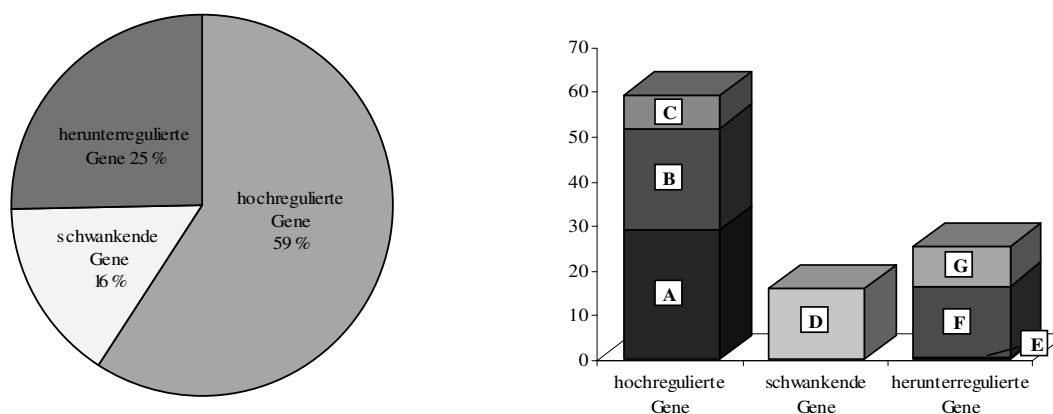 herunterregulierte
Gene 25 %
hochregulierte
Gene
59 %
schwankende
Gene
16 %
70
60
50
40
30
20
10
0
C
B
A
D
G
F
E
hochregulierte
Gene
schwankende
Gene
herunterregulierte
Gene